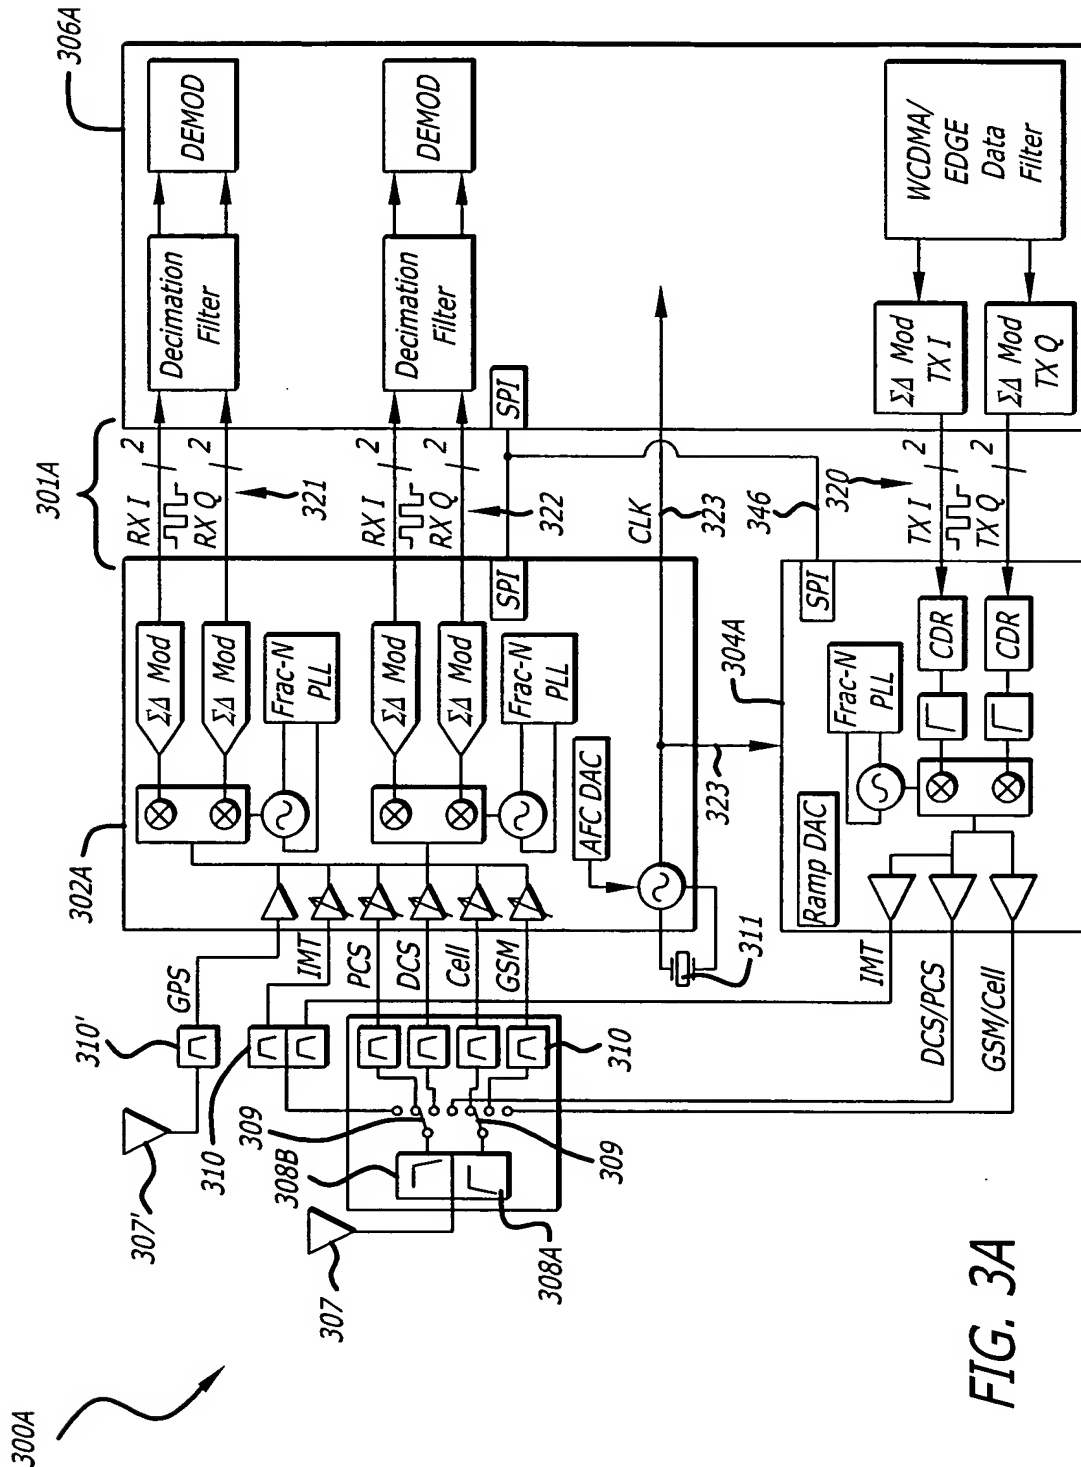 300A
307'
307
310'
310
309
308B
308A
309
310
GPS
IMT
PCS
DCS
Cell
GSM
311
302A
ΣΔ Mod
ΣΔ Mod
Frac-N
PLL
ΣΔ Mod
ΣΔ Mod
Frac-N
PLL
AFC DAC
SPI
301A
RX I
2
RX Q
2
321
RX I
2
RX Q
2
322
CLK
323
323
346
306A
Decimation
Filter
DEMOD
Decimation
Filter
DEMOD
SPI
304A
SPI
Ramp DAC
Frac-N
PLL
CDR
CDR
IMT
DCS/PCS
GSM/Cell
320
TX I
2
TX Q
2
ΣΔ Mod
TX I
ΣΔ Mod
TX Q
WCDMA/
EDGE
Data
Filter
FIG. 3A